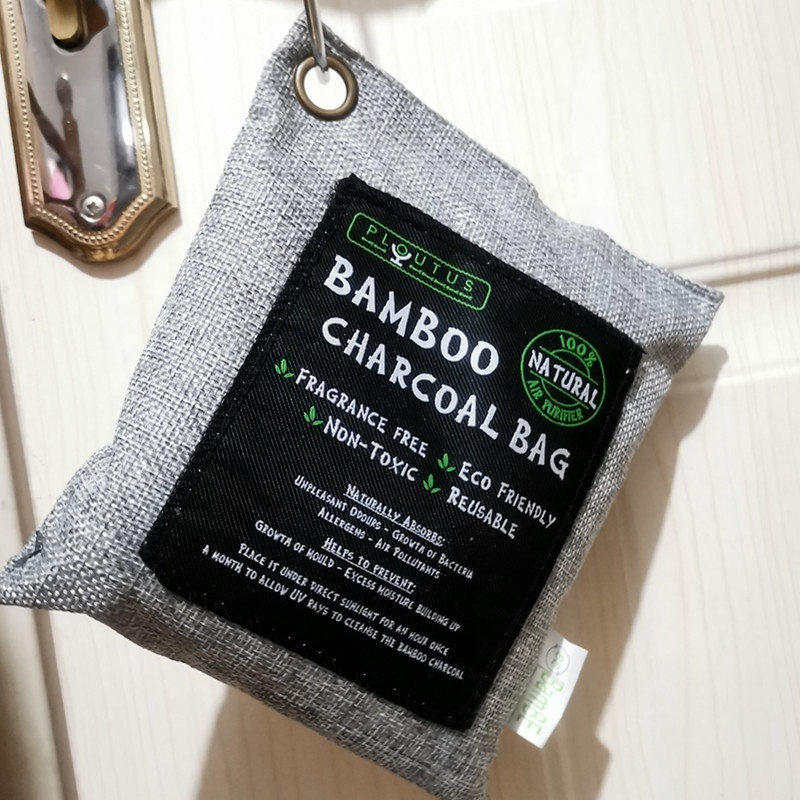 PLOUTUS
BAMBOO
CHARCOAL BAG
100%
NATURAL
AIR PURIFIER
FRAGRANCE FREE
ECO FRIENDLY
NON-TOXIC
REUSABLE
NATURALLY ABSORBS:
UNPLEASANT ODOURS - GROWTH OF BACTERIA
ALLERGENS - AIR POLLUTANTS
HELPS TO PREVENT:
GROWTH OF MOULD - EXCESS MOISTURE BUILDING UP
PLACE IT UNDER DIRECT SUNLIGHT FOR AN HOUR ONCE
A MONTH TO ALLOW UV RAYS TO CLEANSE THE BAMBOO CHARCOAL